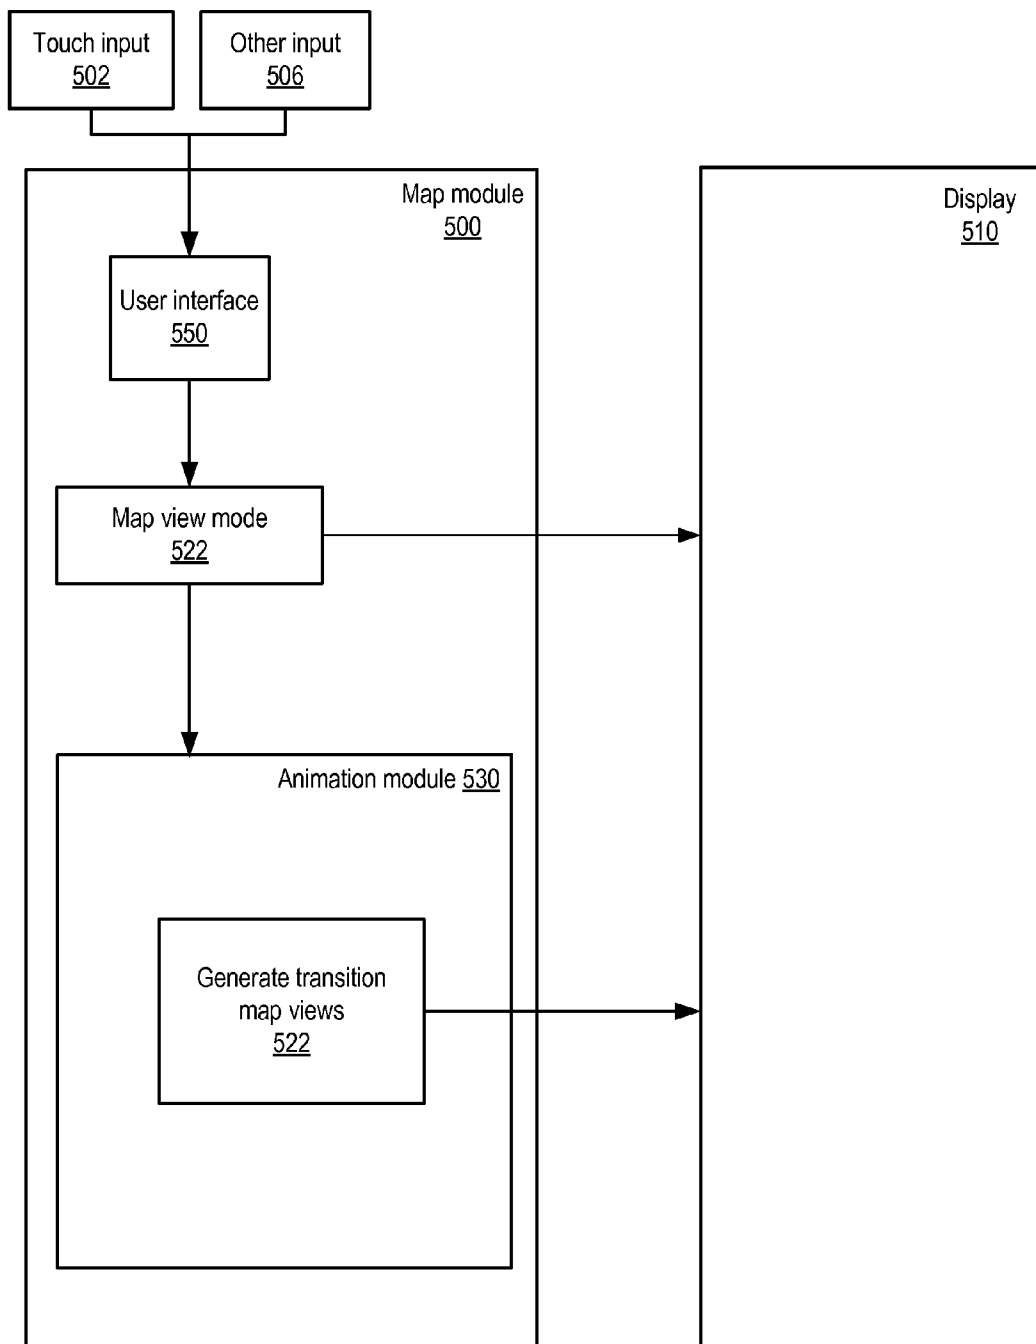 Touch input
502
Other input
506
Map module
500
Display
510
User interface
550
Map view mode
522
Animation module 530
Generate transition
map views
522